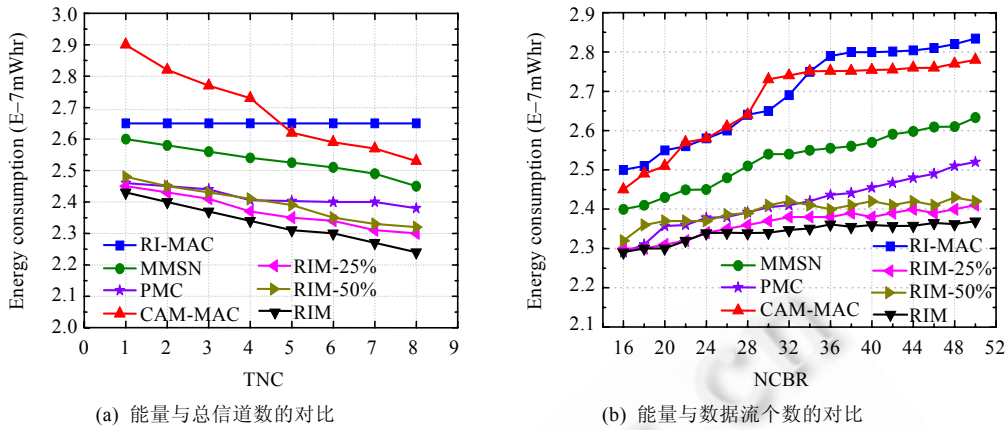 3.0
2.9
2.8
2.7
2.6
2.5
2.4
2.3
2.2
2.1
2.0
Energy consumption (E–7mWhr)
RI-MAC
MMSN
PMC
CAM-MAC
RIM-25%
RIM-50%
RIM
0 1 2 3 4 5 6 7 8 9
TNC
(a) 能量与总信道数的对比
2.9
2.8
2.7
2.6
2.5
2.4
2.3
2.2
2.1
Energy consumption (E–7mWhr)
MMSN
PMC
CAM-MAC
RI-MAC
RIM-25%
RIM-50%
RIM
16 20 24 28 32 36 40 44 48 52
NCBR
(b) 能量与数据流个数的对比